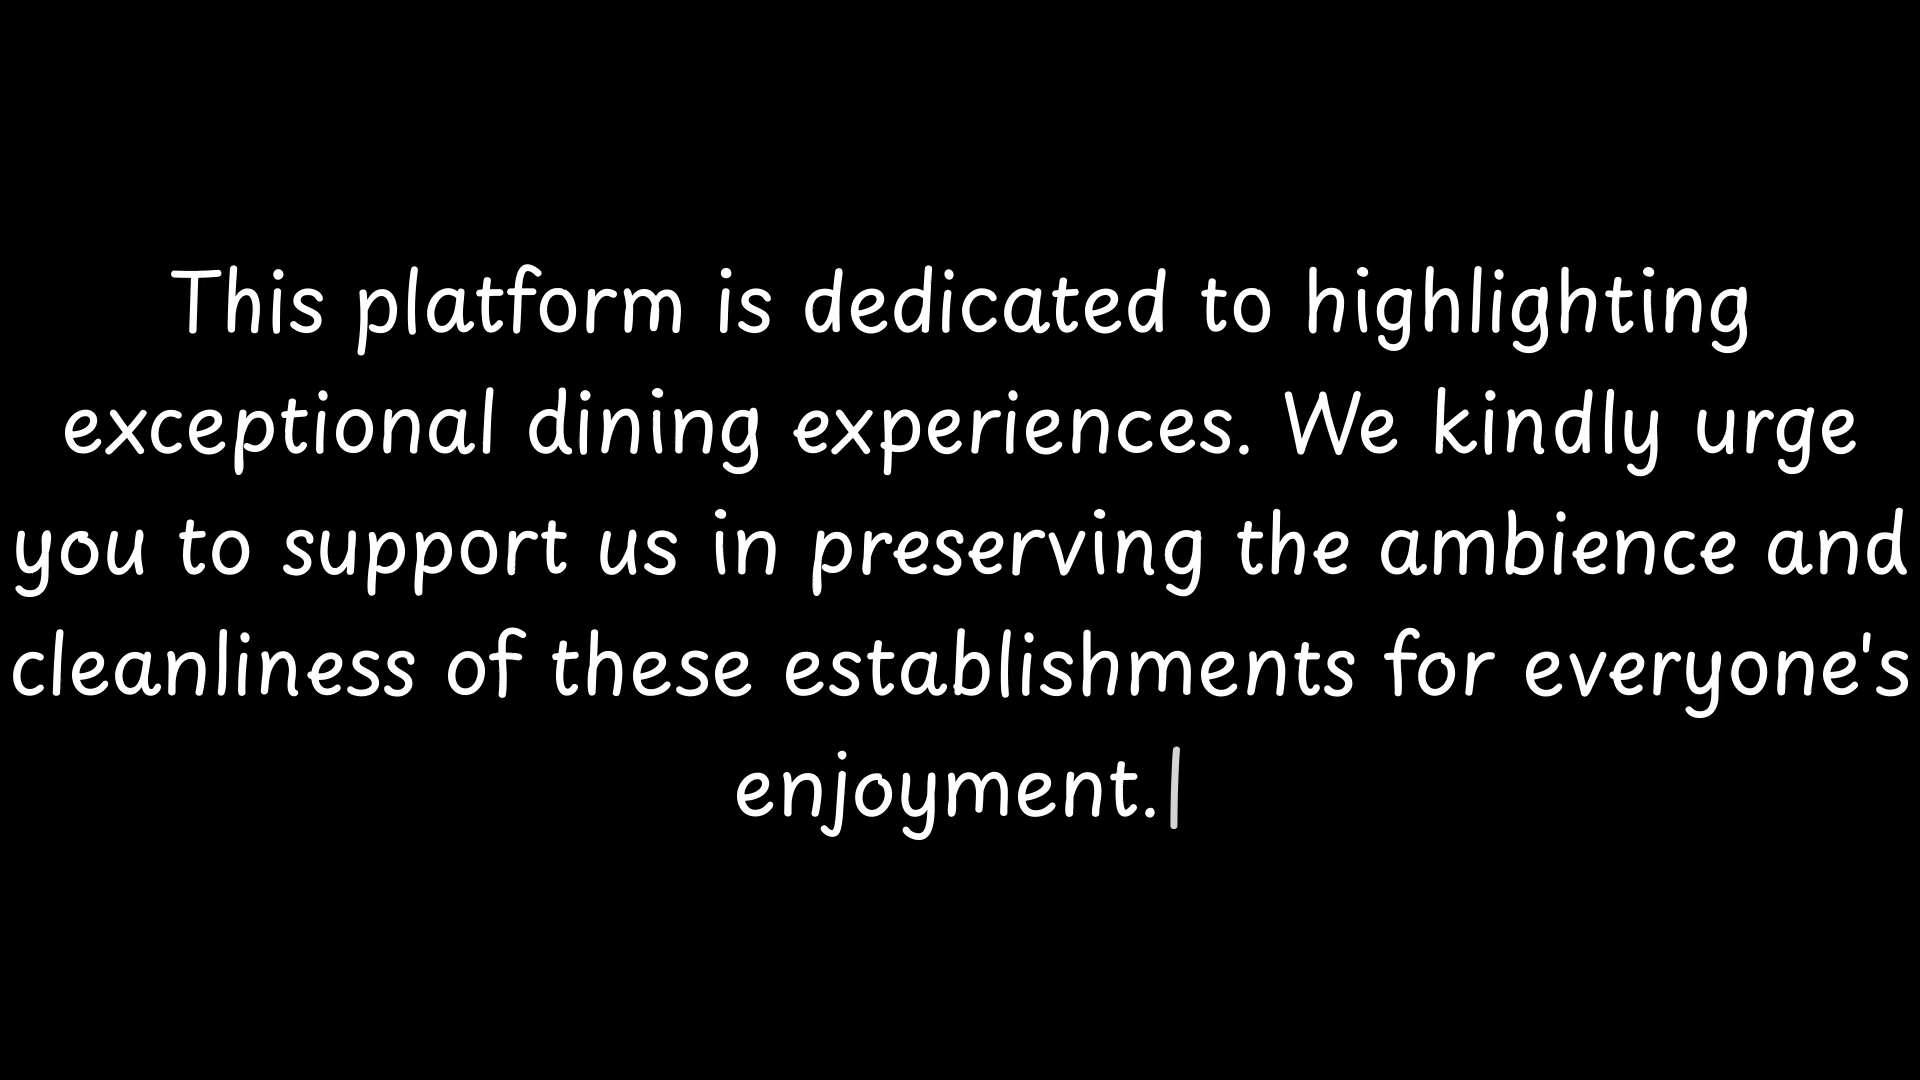 This platform is dedicated to highlighting
exceptional dining experiences. We kindly urge
you to support us in preserving the ambience and
cleanliness of these establishments for everyone's
enjoyment.